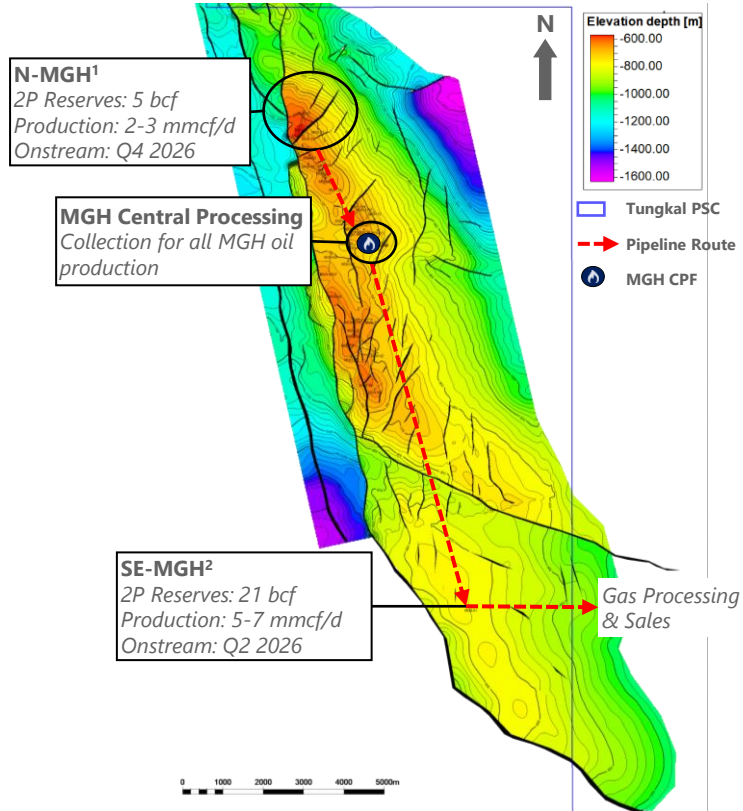 N-MGH¹
2P Reserves: 5 bcf
Production: 2-3 mmcf/d
Onstream: Q4 2026
MGH Central Processing
Collection for all MGH oil
production
SE-MGH²
2P Reserves: 21 bcf
Production: 5-7 mmcf/d
Onstream: Q2 2026
N
Elevation depth [m]
-600.00
-800.00
-1000.00
-1200.00
-1400.00
-1600.00
Tungkal PSC
Pipeline Route
MGH CPF
Gas Processing
& Sales
0 1000 2000 3000 4000 5000m